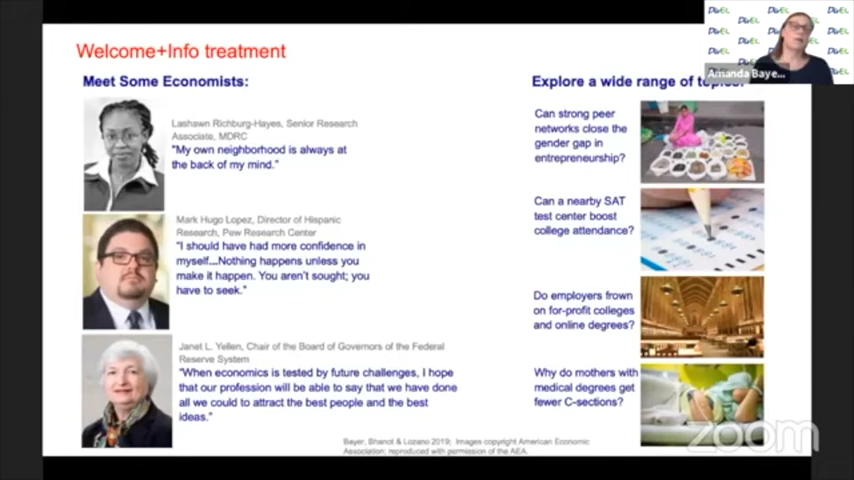 Welcome+Info treatment
Meet Some Economists:
Lashawn Richburg-Hayes, Senior Research
Associate, MDRC
"My own neighborhood is always at
the back of my mind."
Mark Hugo Lopez, Director of Hispanic
Research, Pew Research Center
"I should have had more confidence in
myself....Nothing happens unless you
make it happen. You aren't sought; you
have to seek."
Janet L. Yellen, Chair of the Board of Governors of the Federal
Reserve System
"When economics is tested by future challenges, I hope
that our profession will be able to say that we have done
all we could to attract the best people and the best
ideas."
Explore a wide range of topics:
Can strong peer
networks close the
gender gap in
entrepreneurship?
Can a nearby SAT
test center boost
college attendance?
Do employers frown
on for-profit colleges
and online degrees?
Why do mothers with
medical degrees get
fewer C-sections?
Bayer, Bhanot & Lozano 2019; Images copyright American Economic
Association; reproduced with permission of the AEA.
Amanda Baye...
zoom